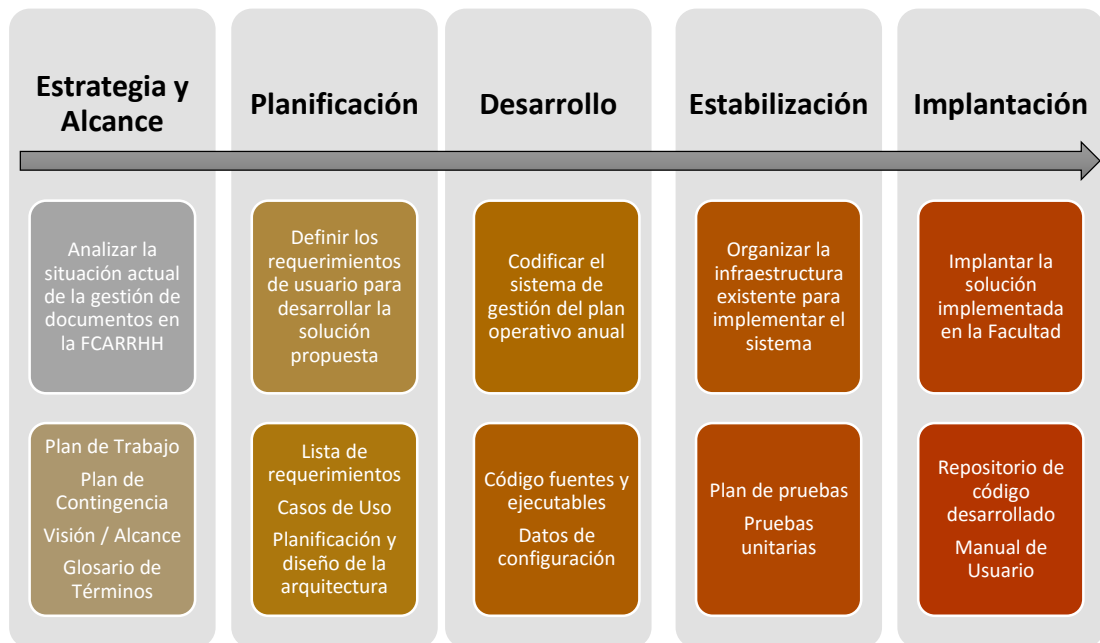 Estrategia y
Alcance
Planificación
Desarrollo
Estabilización
Implantación
Analizar la
situación actual
de la gestión de
documentos en
la FCARRHH
Definir los
requerimientos
de usuario para
desarrollar la
solución
propuesta
Codificar el
sistema de
gestión del plan
operativo anual
Organizar la
infraestructura
existente para
implementar el
sistema
Implantar la
solución
implementada
en la Facultad
Plan de Trabajo
Plan de
Contingencia
Visión / Alcance
Glosario de
Términos
Lista de
requerimientos
Casos de Uso
Planificación y
diseño de la
arquitectura
Código fuentes y
ejecutables
Datos de
configuración
Plan de pruebas
Pruebas
unitarias
Repositorio de
código
desarrollado
Manual de
Usuario